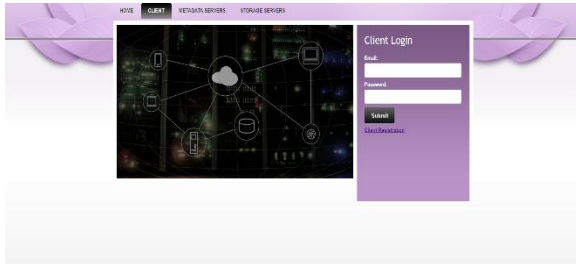 HOME CLIENT METADATA SERVERS STORAGE SERVERS
Client Login
Email:
Password:
Submit
Client Registration